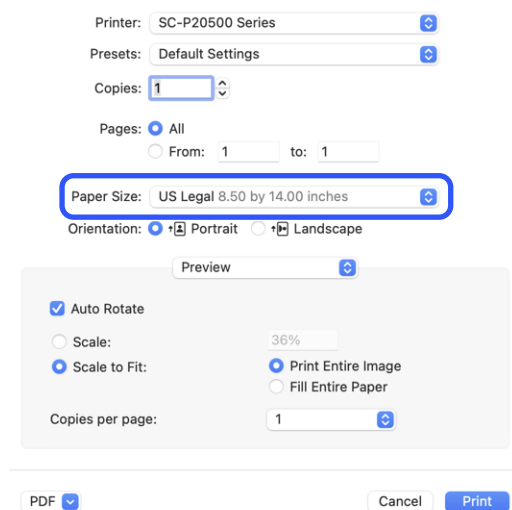 Printer: SC-P20500 Series
Presets: Default Settings
Copies: 1
Pages: All
From: 1 to: 1
Paper Size: US Legal 8.50 by 14.00 inches
Orientation: Portrait Landscape
Preview
Auto Rotate
Scale: 36%
Scale to Fit: Print Entire Image
Fill Entire Paper
Copies per page: 1
PDF Cancel Print